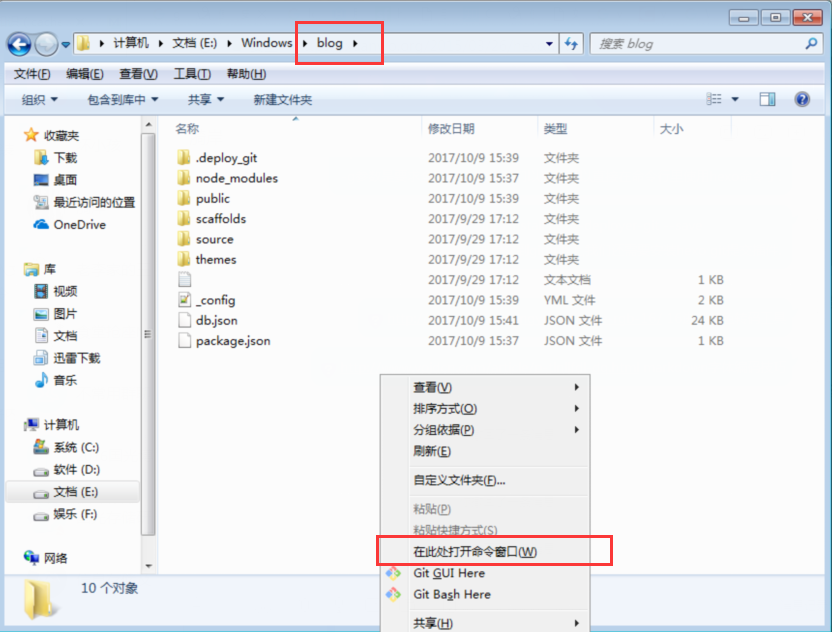 计算机 文档 (E:) Windows blog 搜索 blog
文件(F) 编辑(E) 查看(V) 工具(T) 帮助(H)
组织 包含到库中 共享 新建文件夹
名称 修改日期 类型 大小
收藏夹
下载
桌面
最近访问的位置
OneDrive
库
视频
图片
文档
迅雷下载
音乐
计算机
系统 (C:)
软件 (D:)
文档 (E:)
娱乐 (F:)
网络
.deploy_git 2017/10/9 15:39 文件夹
node_modules 2017/10/9 15:37 文件夹
public 2017/10/9 15:39 文件夹
scaffolds 2017/9/29 17:12 文件夹
source 2017/9/29 17:12 文件夹
themes 2017/9/29 17:12 文件夹
2017/9/29 17:12 文本文档 1 KB
_config 2017/10/9 15:39 YML 文件 2 KB
db.json 2017/10/9 15:41 JSON 文件 24 KB
package.json 2017/10/9 15:37 JSON 文件 1 KB
查看(V)
排序方式(O)
分组依据(P)
刷新(E)
自定义文件夹(F)...
粘贴(P)
粘贴快捷方式(S)
在此处打开命令窗口(W)
Git GUI Here
Git Bash Here
共享(H)
10 个对象